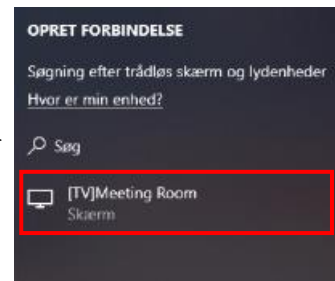 OPRET FORBINDELSE
Søgning efter trådløs skærm og lydenheder
Hvor er min enhed?
Søg
[TV]Meeting Room
Skærm